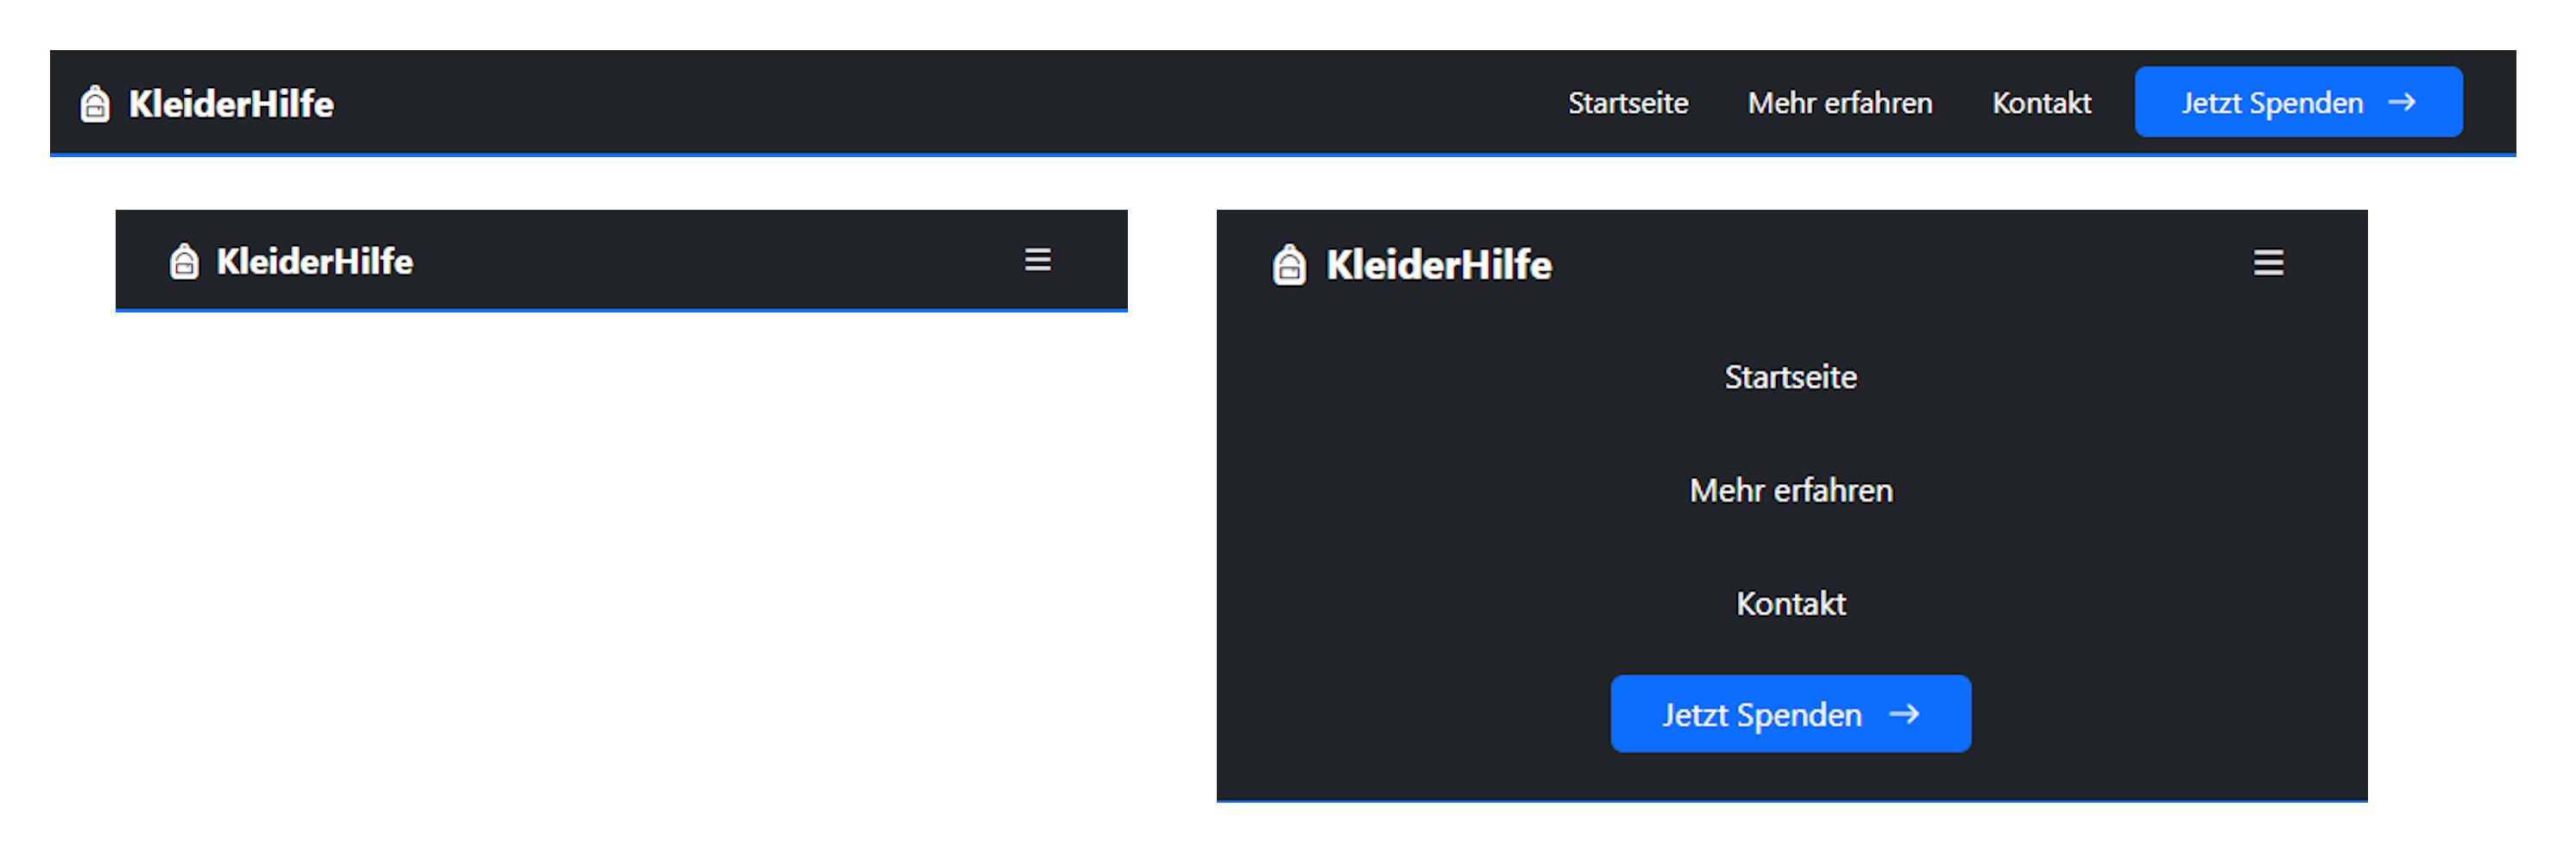 KleiderHilfe Startseite Mehr erfahren Kontakt Jetzt Spenden →
KleiderHilfe
KleiderHilfe
Startseite
Mehr erfahren
Kontakt
Jetzt Spenden →